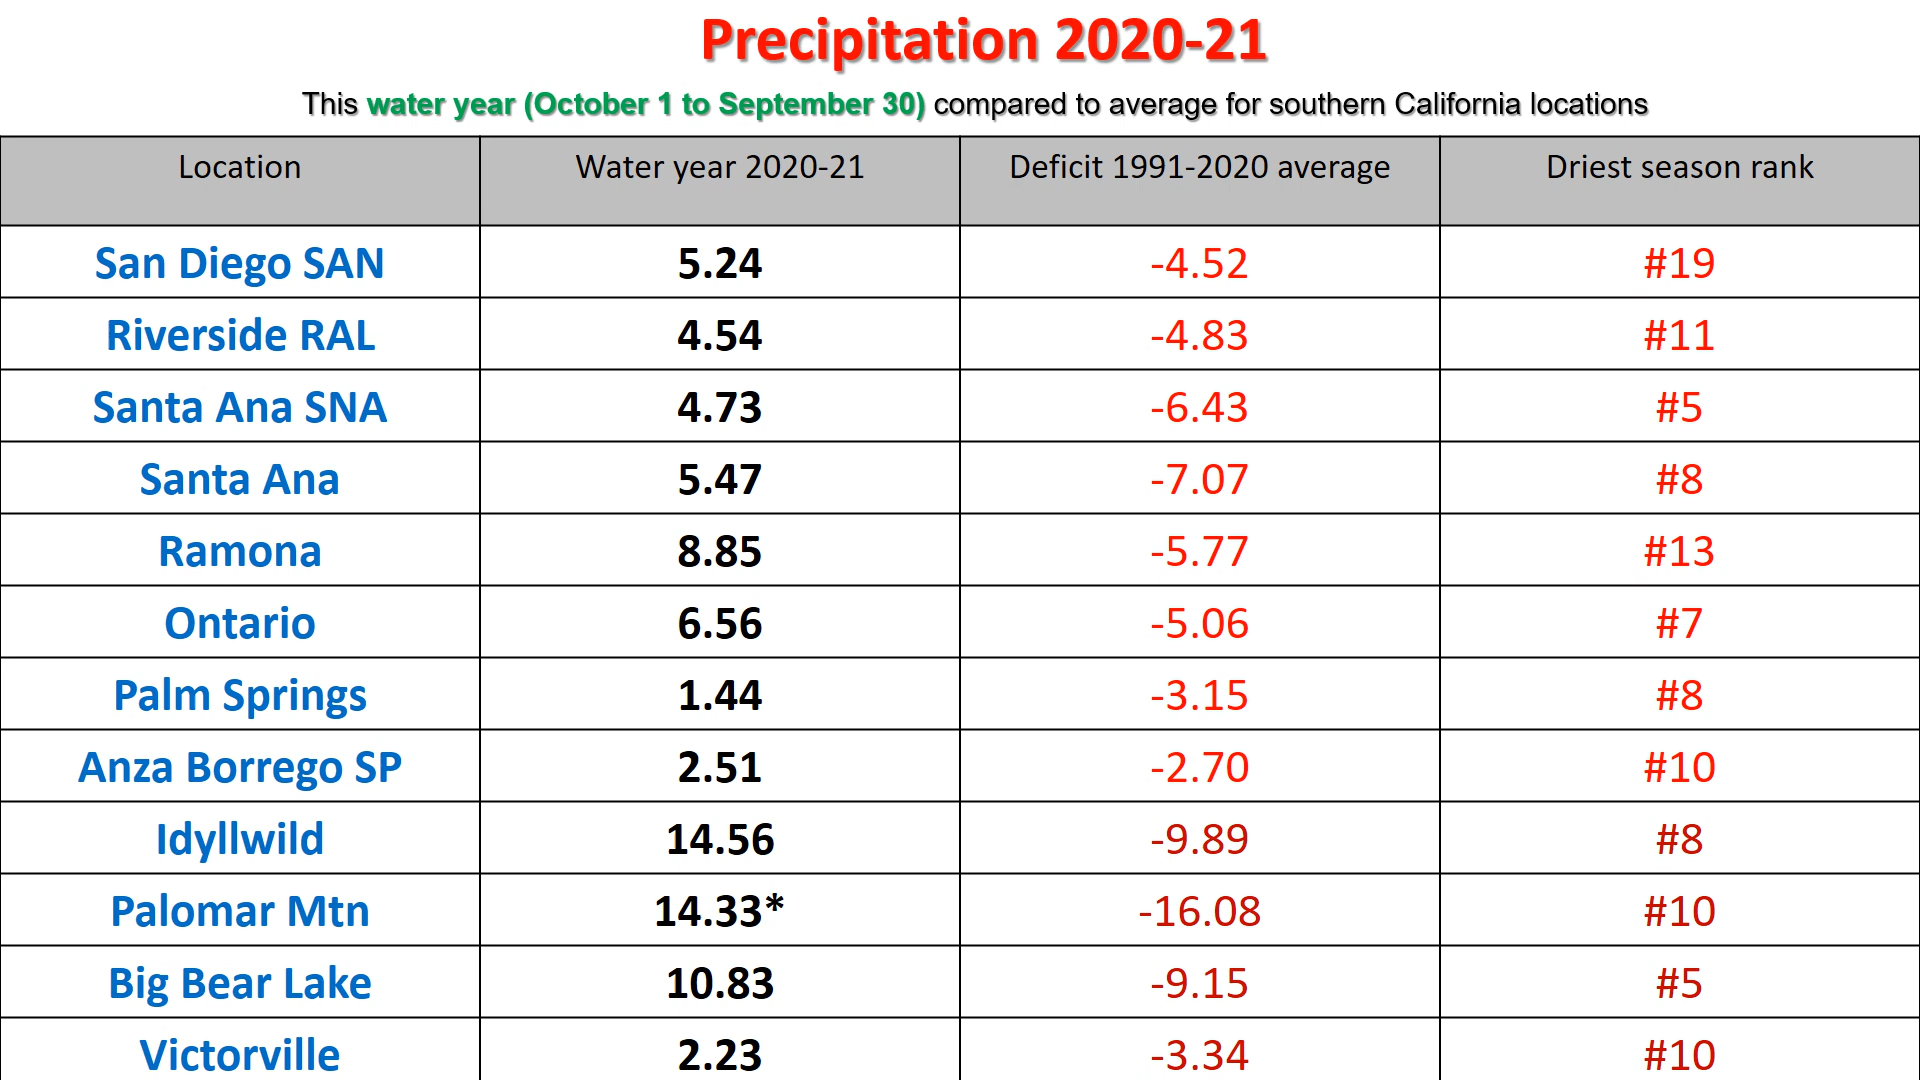 Precipitation 2020-21
This water year (October 1 to September 30) compared to average for southern California locations
Location Water year 2020-21 Deficit 1991-2020 average Driest season rank
San Diego SAN 5.24 -4.52 #19
Riverside RAL 4.54 -4.83 #11
Santa Ana SNA 4.73 -6.43 #5
Santa Ana 5.47 -7.07 #8
Ramona 8.85 -5.77 #13
Ontario 6.56 -5.06 #7
Palm Springs 1.44 -3.15 #8
Anza Borrego SP 2.51 -2.70 #10
Idyllwild 14.56 -9.89 #8
Palomar Mtn 14.33* -16.08 #10
Big Bear Lake 10.83 -9.15 #5
Victorville 2.23 -3.34 #10